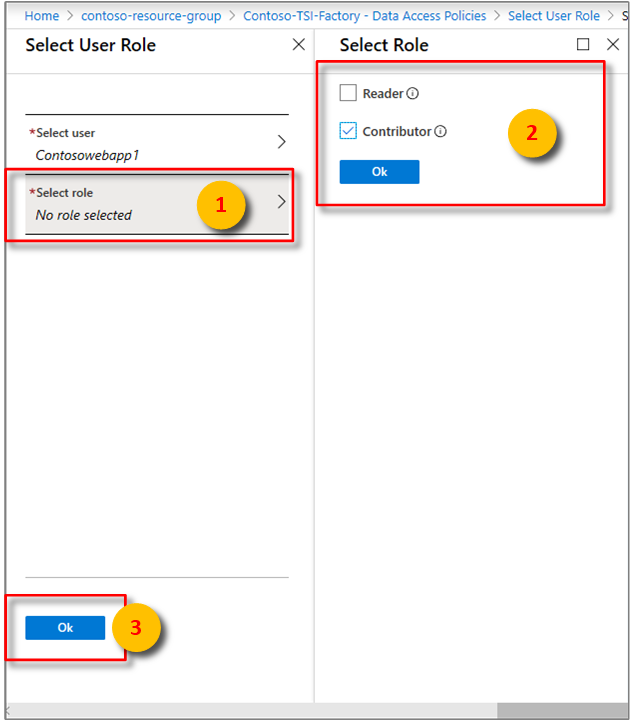 Home > contoso-resource-group > Contoso-TSI-Factory - Data Access Policies > Select User Role > S
Select User Role
*Select user
Contosowebapp1
*Select role
No role selected
1
Ok
3
Select Role
Reader
Contributor
Ok
2